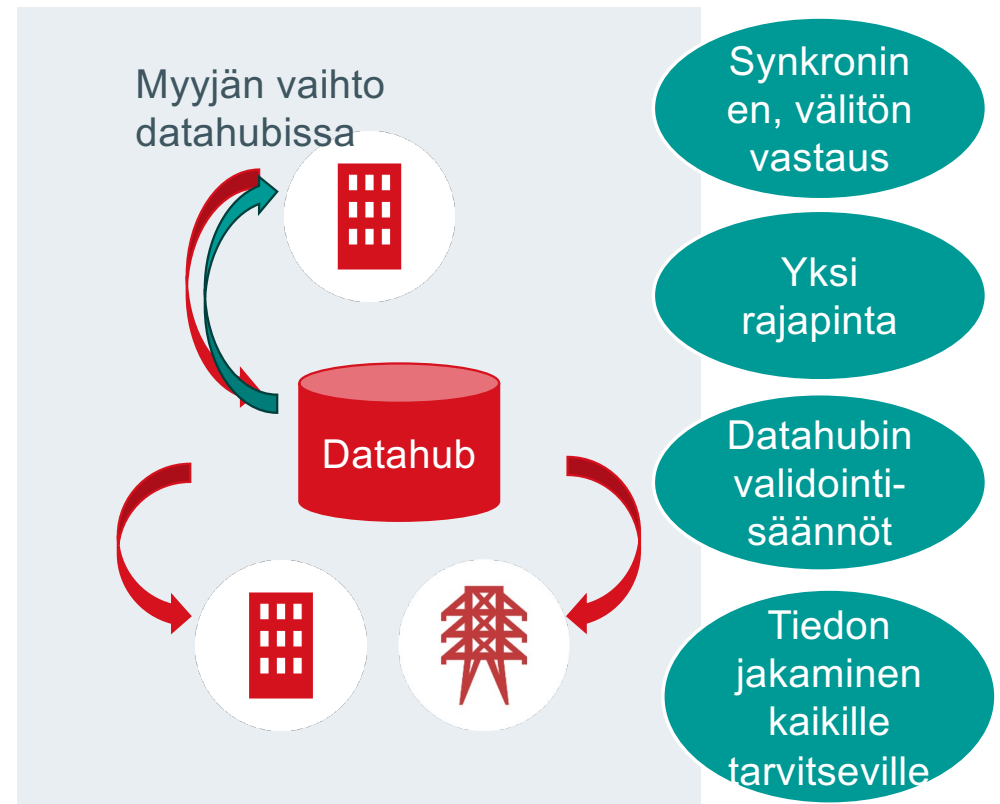 Myyjän vaihto
datahubissa
Datahub
Synkronin
en, välitön
vastaus
Yksi
rajapinta
Datahubin
validointi-
säännöt
Tiedon
jakaminen
kaikille
tarvitseville